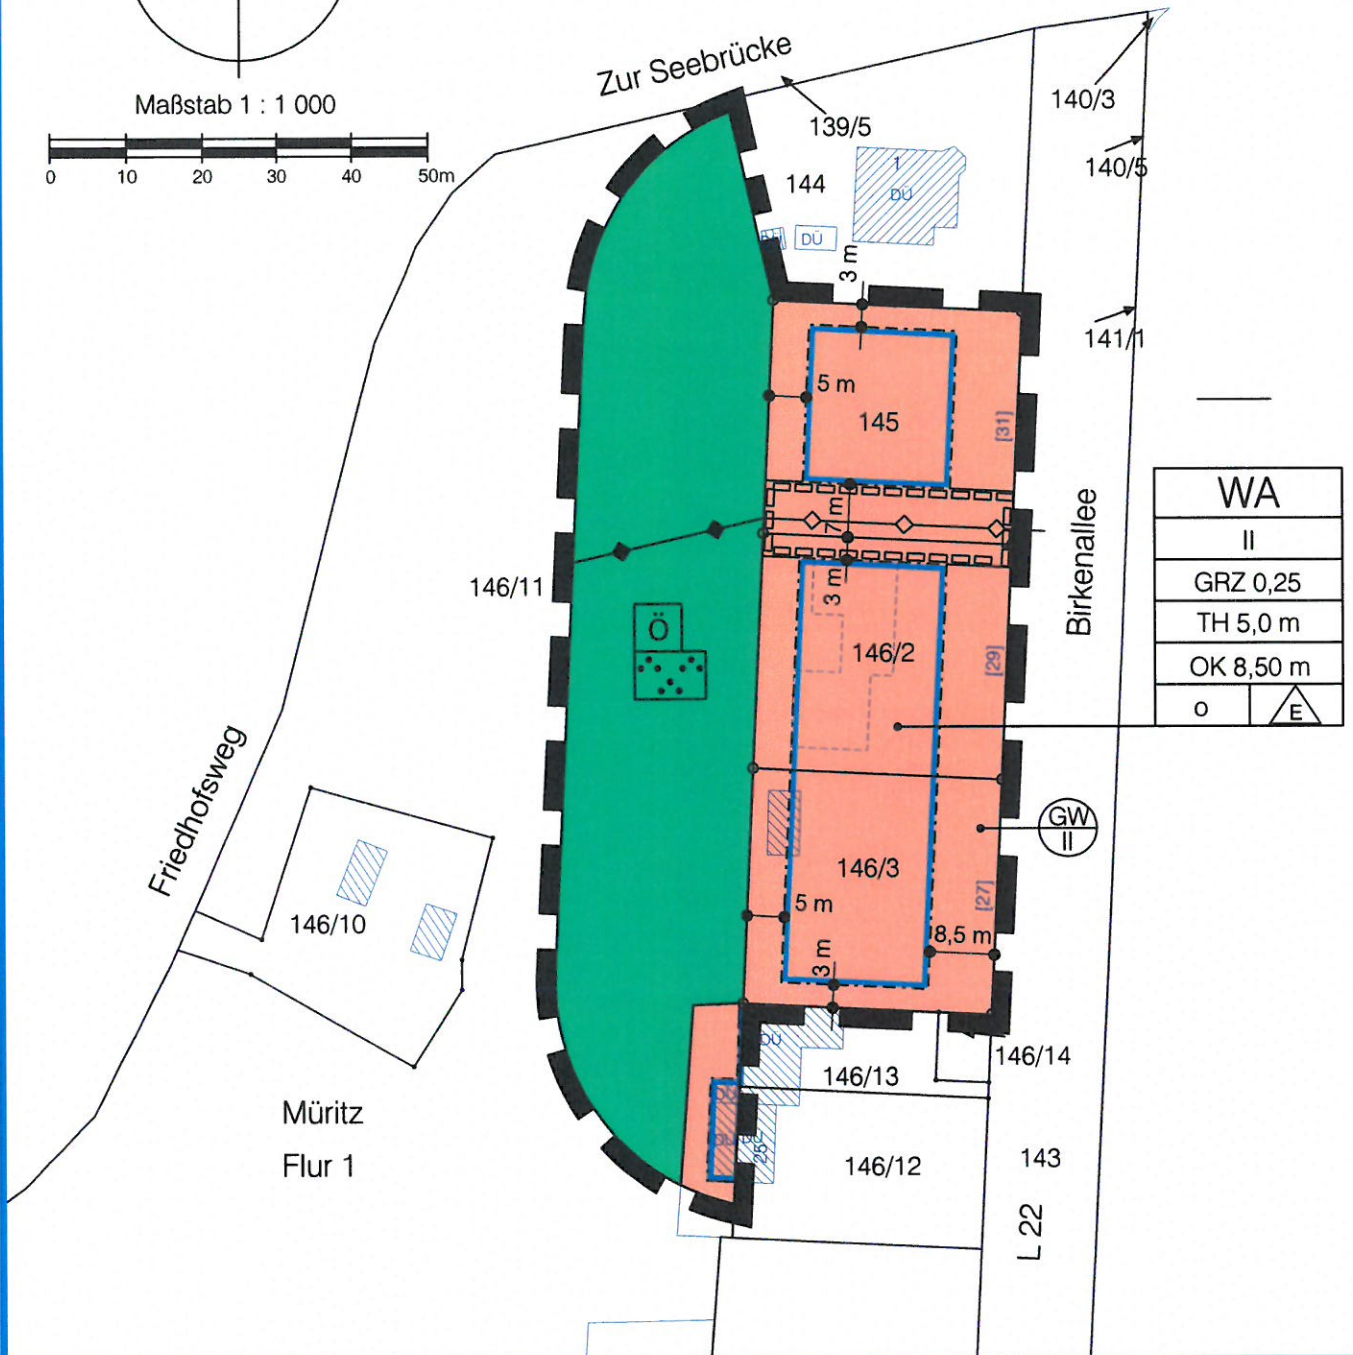 Maßstab 1 : 1 000
0 10 20 30 40 50m
Zur Seebrücke
139/5
140/3
140/5
144
1
DÜ
DÜ
3 m
141/1
5 m
145
[31]
7 m
3 m
146/11
Ö
146/2
[29]
Birkenallee
WA
II
GRZ 0,25
TH 5,0 m
OK 8,50 m
o
E
GW
II
Friedhofsweg
146/10
146/3
[27]
5 m
8,5 m
3 m
DÜ
146/13
146/14
25
146/12
143
L 22
Müritz
Flur 1